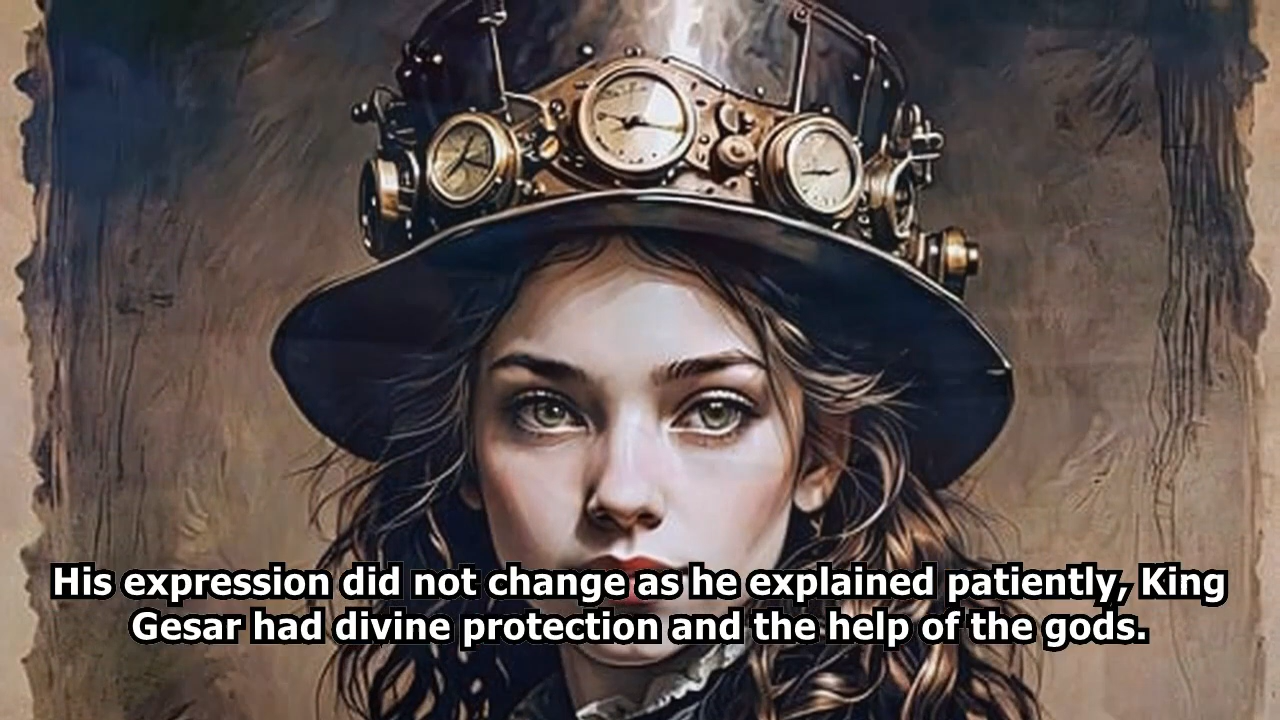 His expression did not change as he explained patiently, King
Gesar had divine protection and the help of the gods.